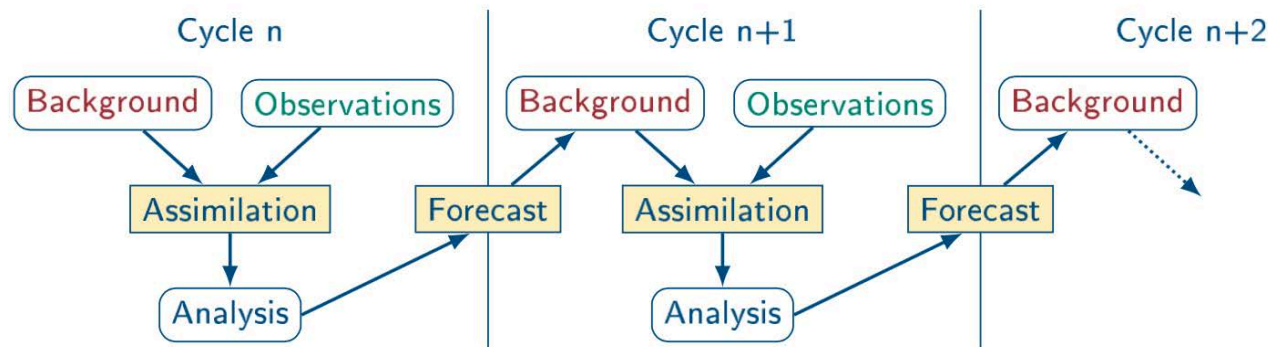 Cycle n
Cycle n+1
Cycle n+2
Background
Observations
Background
Observations
Background
Assimilation
Forecast
Assimilation
Forecast
Analysis
Analysis